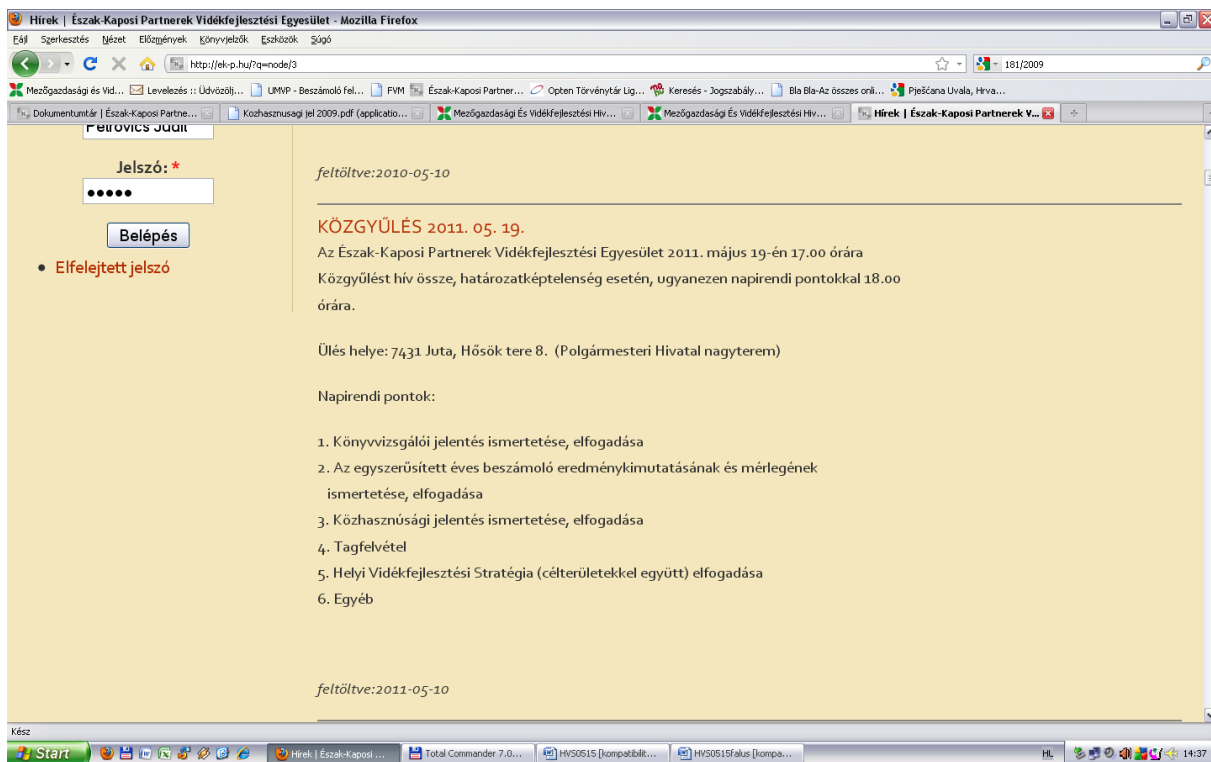 Hírek | Észak-Kaposi Partnerek Vidékfejlesztési Egyesület - Mozilla Firefox
Fájl Szerkesztés Nézet Előzmények Könyvjelzők Eszközök Súgó
http://ek-p.hu/?q=node/3 181/2009
Mezőgazdasági és Vid... Levelezés :: Üdvözölj... UMVP - Beszámoló fel... FVM Észak-Kaposi Partner... Opten Törvénytár Lig... Keresés - Jogszabály... Bla Bla-Az összes onli... Pješčana Uvala, Hrva...
Dokumentumtár | Észak-Kaposi Partne... Kozhasznusagi jel 2009.pdf (applicatio... Mezőgazdasági És Vidékfejlesztési Hiv... Mezőgazdasági És Vidékfejlesztési Hiv... Hírek | Észak-Kaposi Partnerek V...
Petrovics Judit
Jelszó: *
Belépés
• Elfelejtett jelszó
feltöltve:2010-05-10
KÖZGYŰLÉS 2011. 05. 19.
Az Észak-Kaposi Partnerek Vidékfejlesztési Egyesület 2011. május 19-én 17.00 órára
Közgyűlést hív össze, határozatképtelenség esetén, ugyanezen napirendi pontokkal 18.00
órára.
Ülés helye: 7431 Juta, Hősök tere 8. (Polgármesteri Hivatal nagyterem)
Napirendi pontok:
1. Könyvvizsgálói jelentés ismertetése, elfogadása
2. Az egyszerűsített éves beszámoló eredménykimutatásának és mérlegének
ismertetése, elfogadása
3. Közhasznúsági jelentés ismertetése, elfogadása
4. Tagfelvétel
5. Helyi Vidékfejlesztési Stratégia (célterületekkel együtt) elfogadása
6. Egyéb
feltöltve:2011-05-10
Kész
Start Hírek | Észak-Kaposi ... Total Commander 7.0... HVS0515 [kompatibilit... HVS0515falus [kompa... HU 14:37